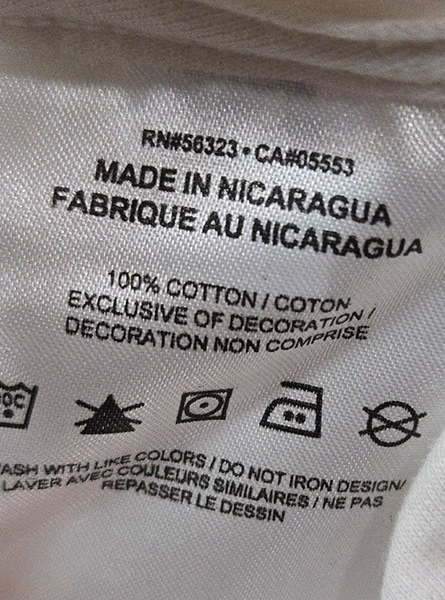 RN#56323 • CA#05553
MADE IN NICARAGUA
FABRIQUE AU NICARAGUA
100% COTTON / COTON
EXCLUSIVE OF DECORATION /
DECORATION NON COMPRISE
0C
ASH WITH LIKE COLORS / DO NOT IRON DESIGN/
LAVER AVEC COULEURS SIMILAIRES / NE PAS
REPASSER LE DESSIN